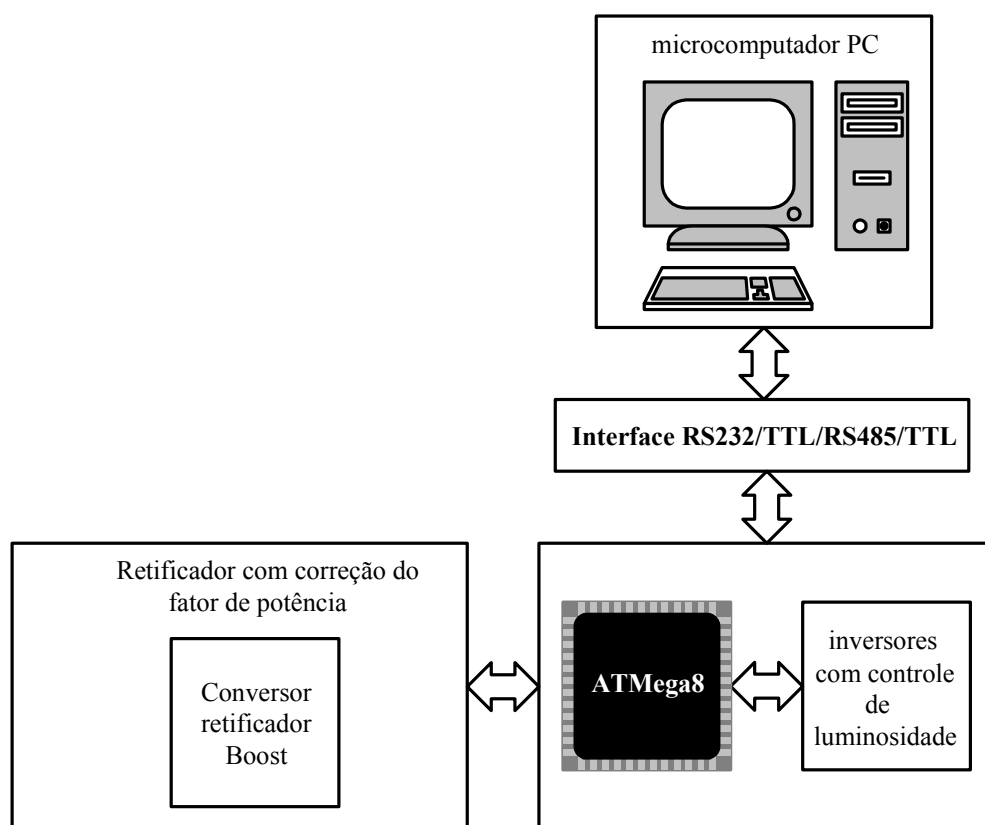 microcomputador PC
Interface RS232/TTL/RS485/TTL
Retificador com correção do
fator de potência
Conversor
retificador
Boost
ATMega8
inversores
com controle
de
luminosidade